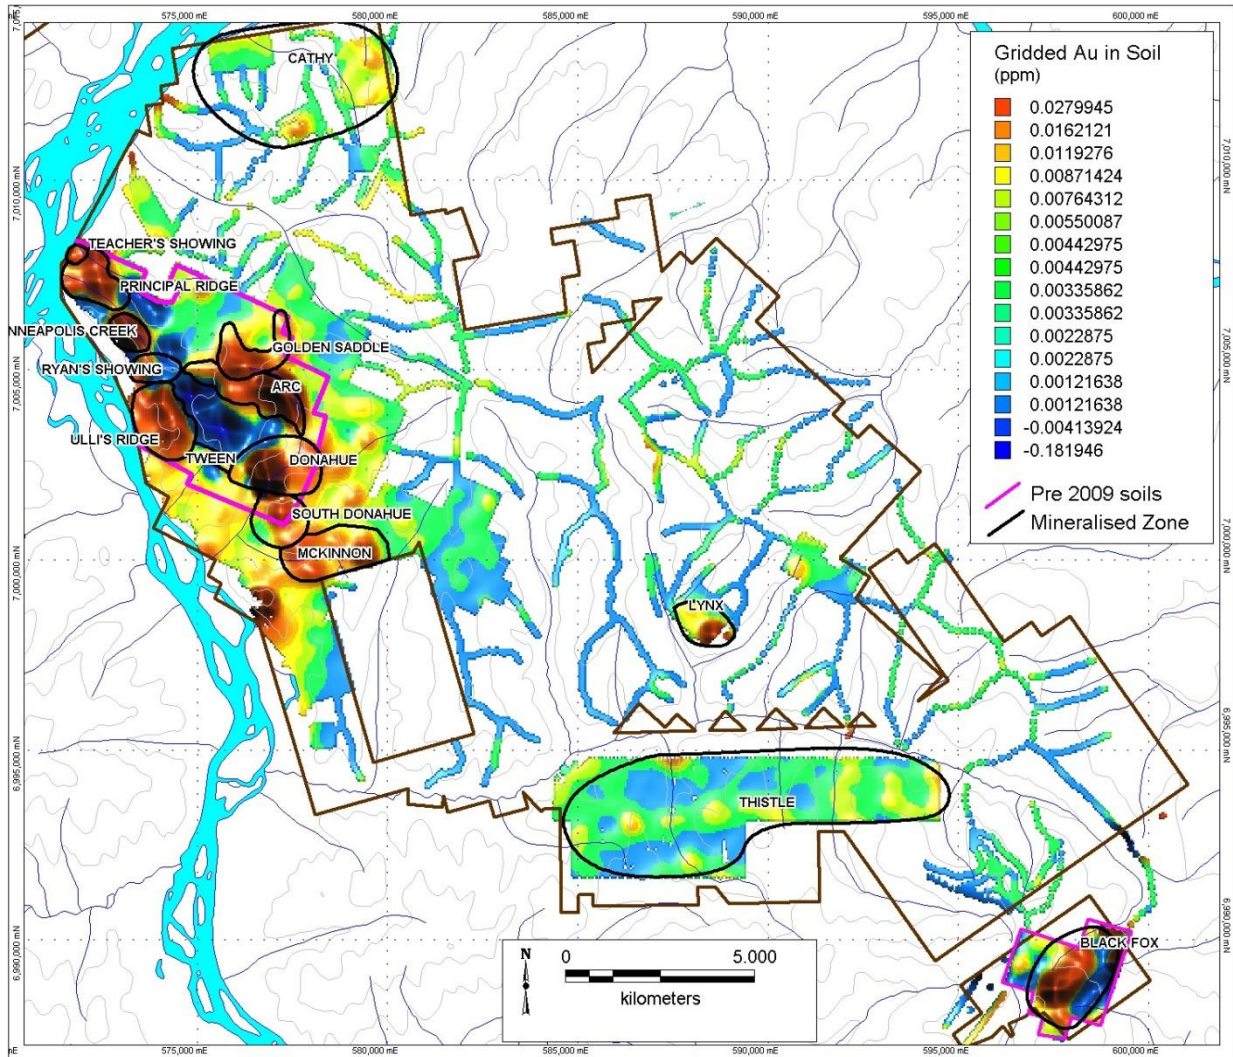 575,000 mE
580,000 mE
585,000 mE
590,000 mE
595,000 mE
600,000 mE
Gridded Au in Soil
(ppm)
0.0279945
0.0162121
0.0119276
0.00871424
0.00764312
0.00550087
0.00442975
0.00442975
0.00335862
0.00335862
0.0022875
0.0022875
0.00121638
0.00121638
-0.00413924
-0.181946
Pre 2009 soils
Mineralised Zone
CATHY
7,010,000 mN
7,010,000 mN
TEACHER'S SHOWING
PRINCIPAL RIDGE
NNEAPOLIS CREEK
GOLDEN SADDLE
RYAN'S SHOWING
7,005,000 mN
7,005,000 mN
ARC
ULLI'S RIDGE
TWEEN
DONAHUE
SOUTH DONAHUE
MCKINNON
7,000,000 mN
7,000,000 mN
LYNX
6,995,000 mN
6,995,000 mN
THISTLE
BLACK FOX
6,990,000 mN
6,990,000 mN
N
0
5.000
kilometers
mE
575,000 mE
580,000 mE
585,000 mE
590,000 mE
595,000 mE
600,000 mE